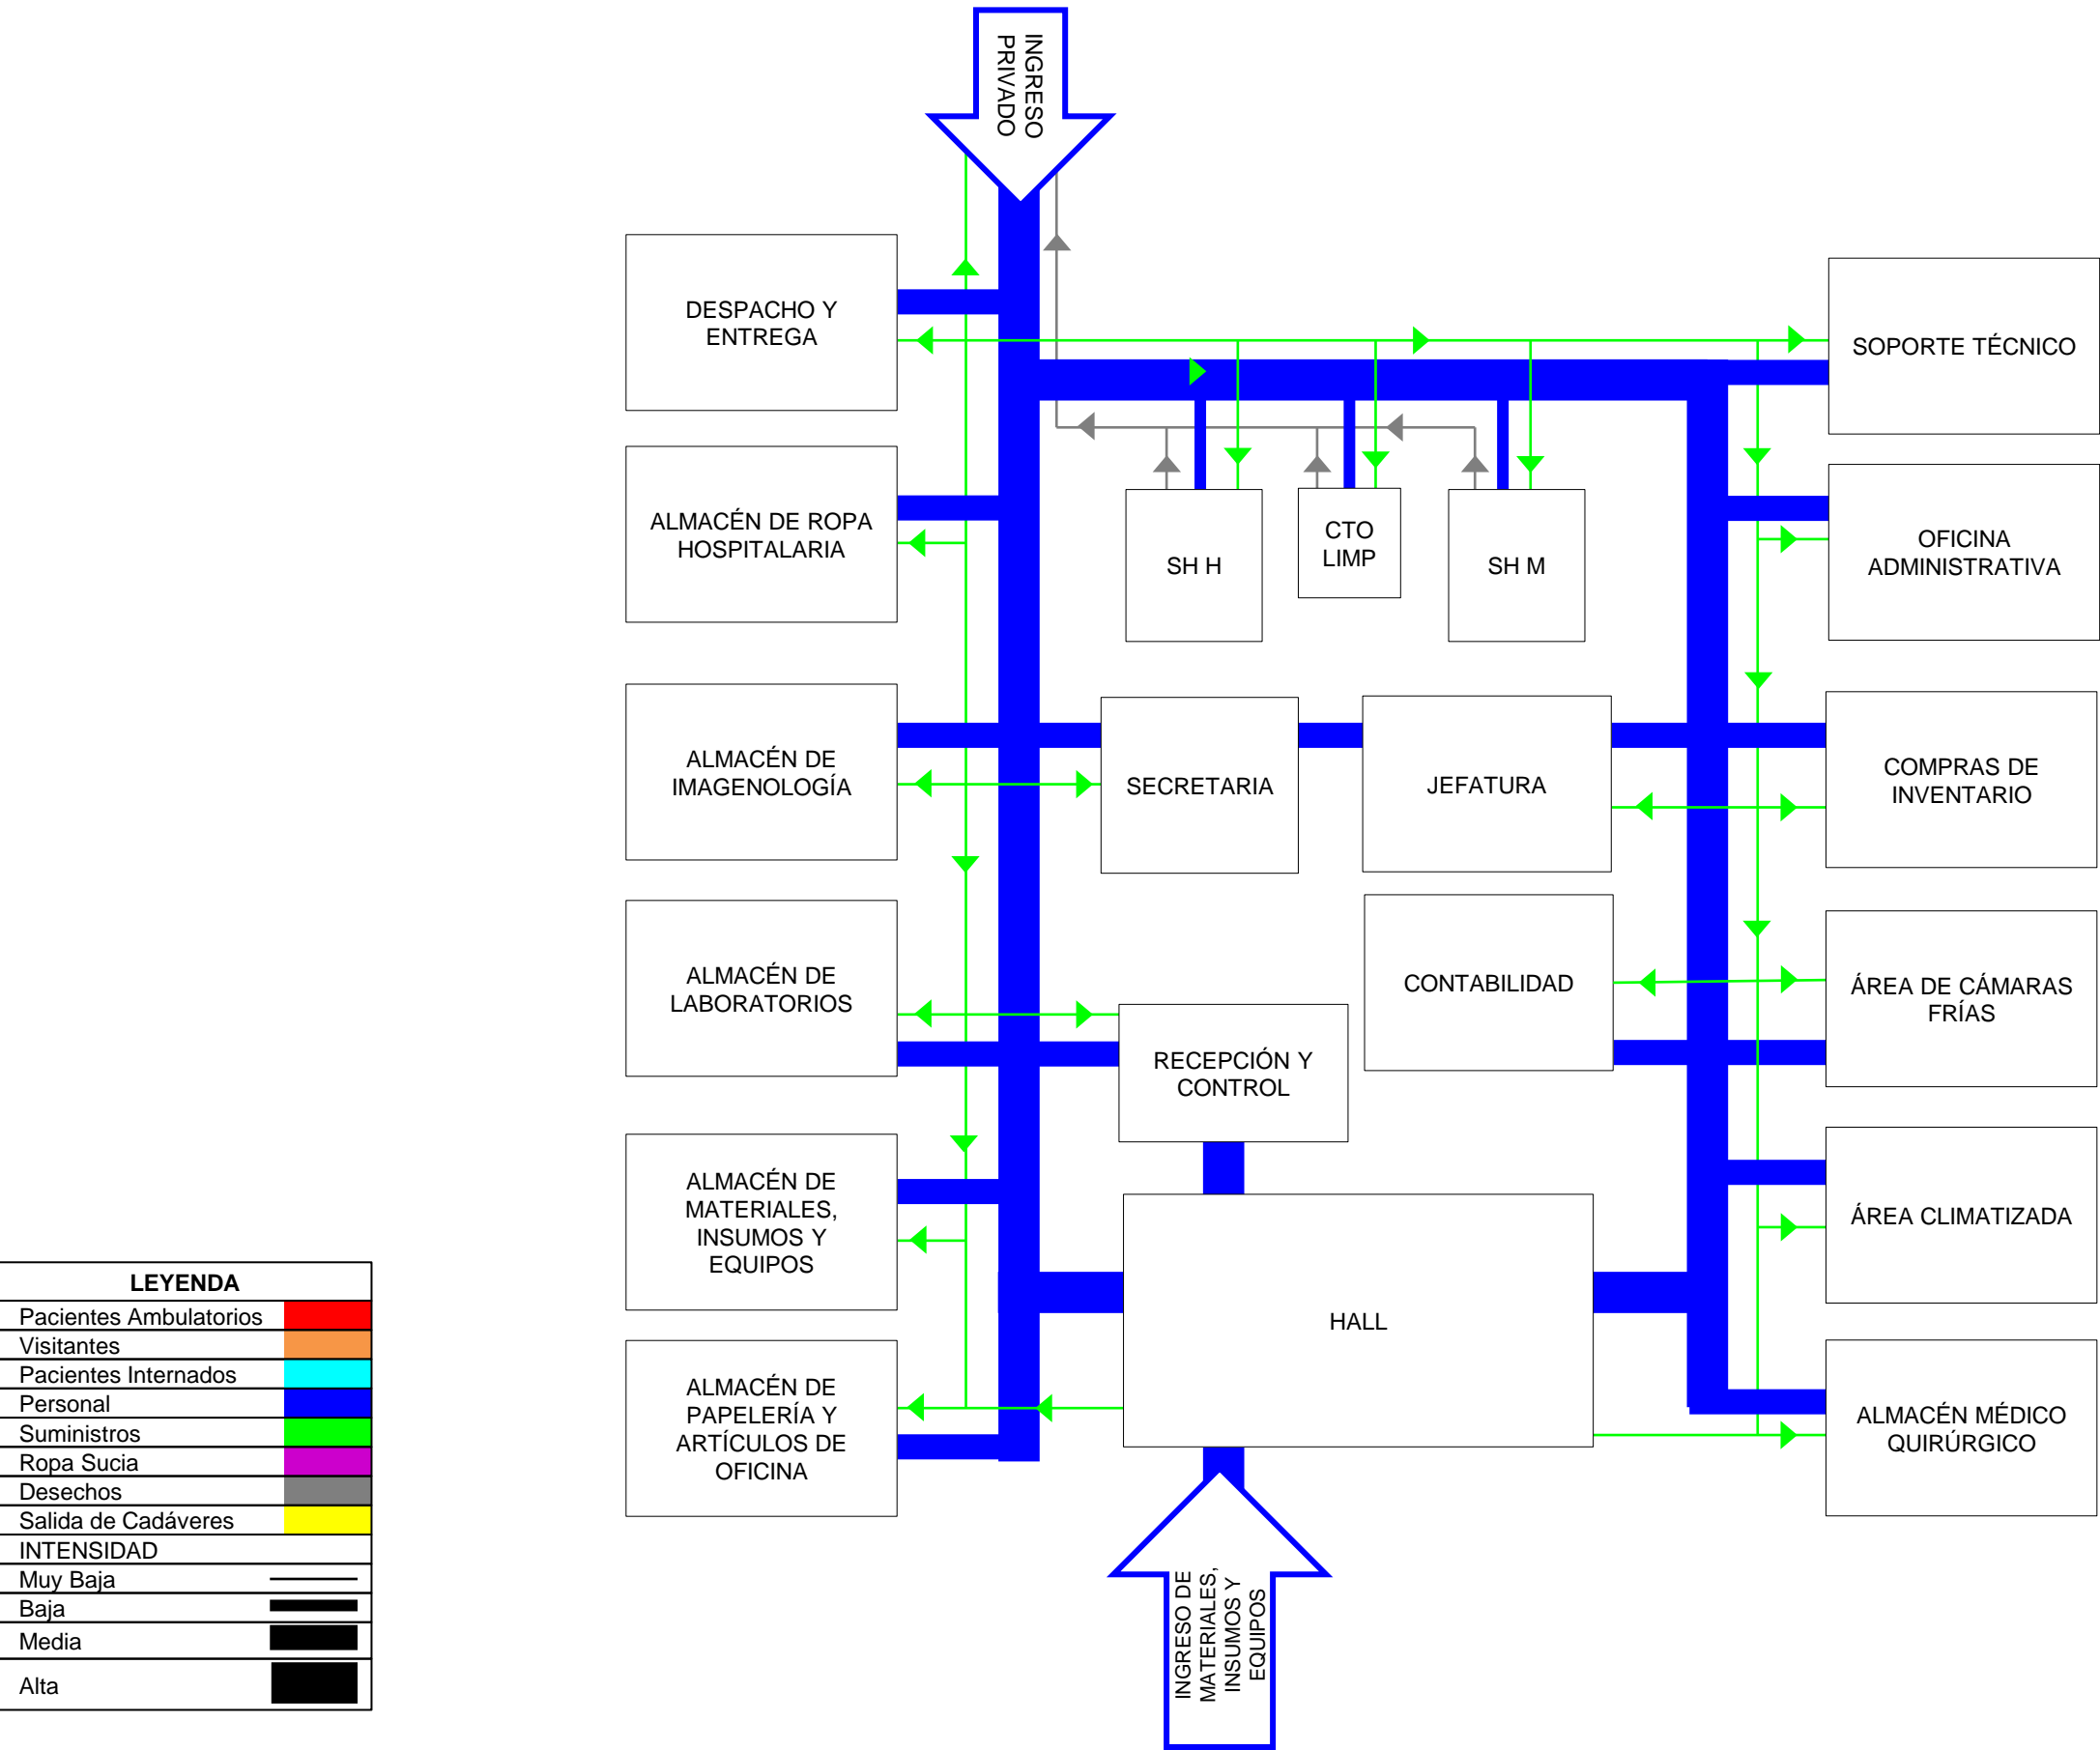 INGRESO
PRIVADO
DESPACHO Y
ENTREGA
SOPORTE TÉCNICO
ALMACÉN DE ROPA
HOSPITALARIA
SH H
CTO
LIMP
SH M
OFICINA
ADMINISTRATIVA
ALMACÉN DE
IMAGENOLOGÍA
SECRETARIA
JEFATURA
COMPRAS DE
INVENTARIO
ALMACÉN DE
LABORATORIOS
RECEPCIÓN Y
CONTROL
CONTABILIDAD
ÁREA DE CÁMARAS
FRÍAS
ALMACÉN DE
MATERIALES,
INSUMOS Y
EQUIPOS
ÁREA CLIMATIZADA
HALL
ALMACÉN DE
PAPELERÍA Y
ARTÍCULOS DE
OFICINA
ALMACÉN MÉDICO
QUIRÚRGICO
INGRESO DE
MATERIALES,
INSUMOS Y
EQUIPOS
LEYENDA
Pacientes Ambulatorios
Visitantes
Pacientes Internados
Personal
Suministros
Ropa Sucia
Desechos
Salida de Cadáveres
INTENSIDAD
Muy Baja
Baja
Media
Alta